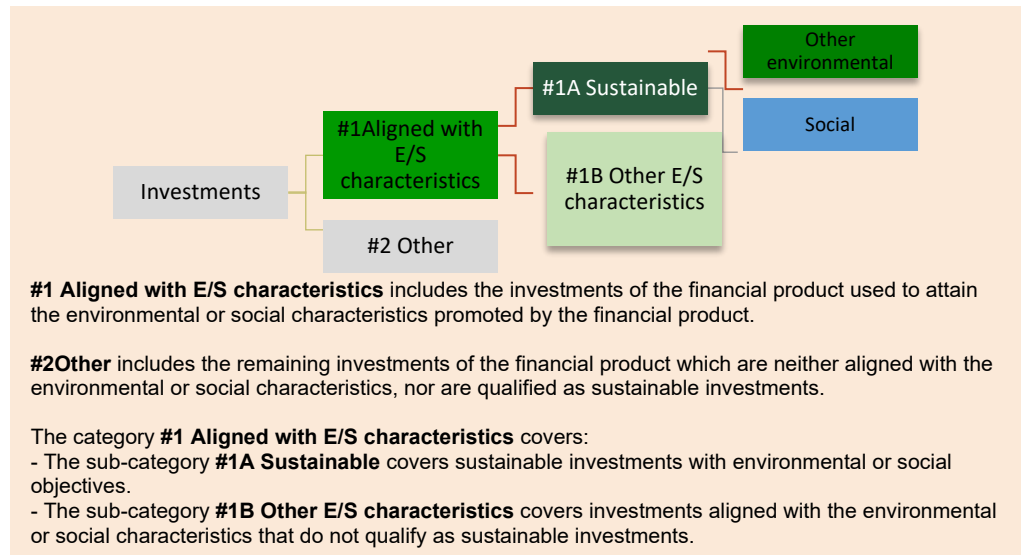 Other
environmental
#1A Sustainable
Social
#1Aligned with
E/S
characteristics
#1B Other E/S
characteristics
Investments
#2 Other
#1 Aligned with E/S characteristics includes the investments of the financial product used to attain
the environmental or social characteristics promoted by the financial product.
#2Other includes the remaining investments of the financial product which are neither aligned with the
environmental or social characteristics, nor are qualified as sustainable investments.
The category #1 Aligned with E/S characteristics covers:
- The sub-category #1A Sustainable covers sustainable investments with environmental or social
objectives.
- The sub-category #1B Other E/S characteristics covers investments aligned with the environmental
or social characteristics that do not qualify as sustainable investments.